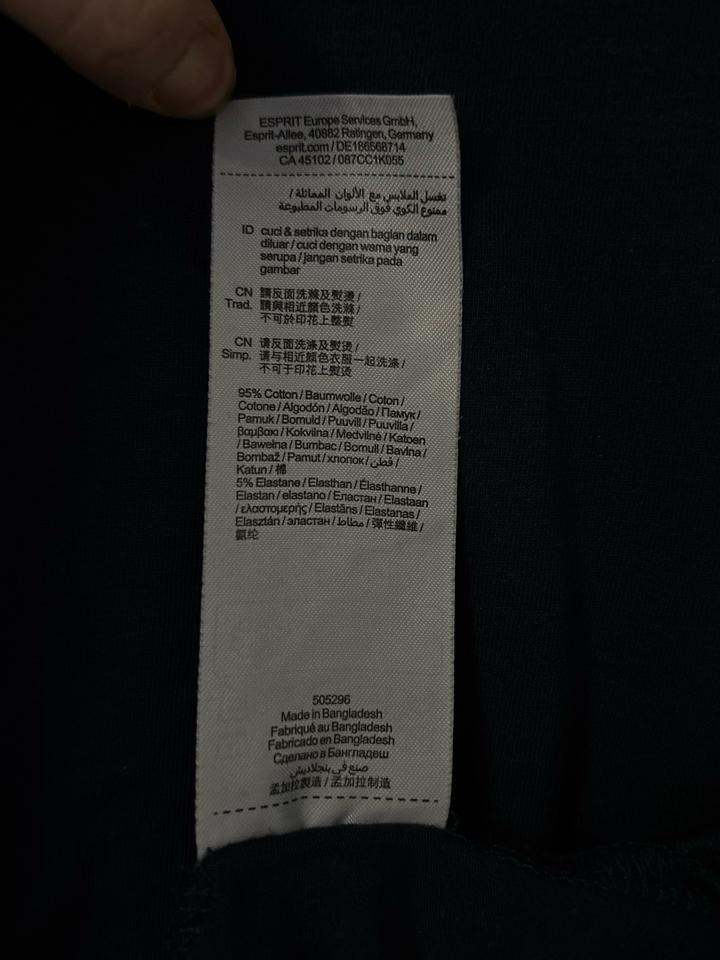 ESPRIT Europe Services GmbH,
Esprit-Allee, 40882 Ratingen, Germany
esprit.com / DE186568714
CA 45102 / 087CC1K055
تغسل الملابس مع الألوان المماثلة /
ممنوع الكوي فوق الرسومات المطبوعة
ID cuci & setrika dengan bagian dalam
diluar / cuci dengan warna yang
serupa / jangan setrika pada
gambar
CN 請反面洗滌及熨燙 /
Trad. 請與相近顏色洗滌 /
不可於印花上整熨
CN 请反面洗涤及熨烫 /
Simp. 请与相近颜色衣服一起洗涤 /
不可于印花上熨烫
95% Cotton / Baumwolle / Coton /
Cotone / Algodón / Algodão / Памук /
Pamuk / Bomuld / Puuvill / Puuvilla /
βαμβακι / Kokvilna / Medvilnė / Katoen
/ Bawełna / Bumbac / Bomull / Bavlna /
Bombaž / Pamut / хлопок / قطن /
Katun / 棉
5% Elastane / Elasthan / Élasthanne /
Elastan / elastano / Еластан / Elastaan
/ ελαστομερής / Elastāns / Elastanas /
Elasztán / эластан / مطاط / 彈性纖維 /
氨纶
505296
Made in Bangladesh
Fabriqué au Bangladesh
Fabricado en Bangladesh
Сделано в Бангладеш
صنع في بنجلاديش
孟加拉製造 / 孟加拉制造